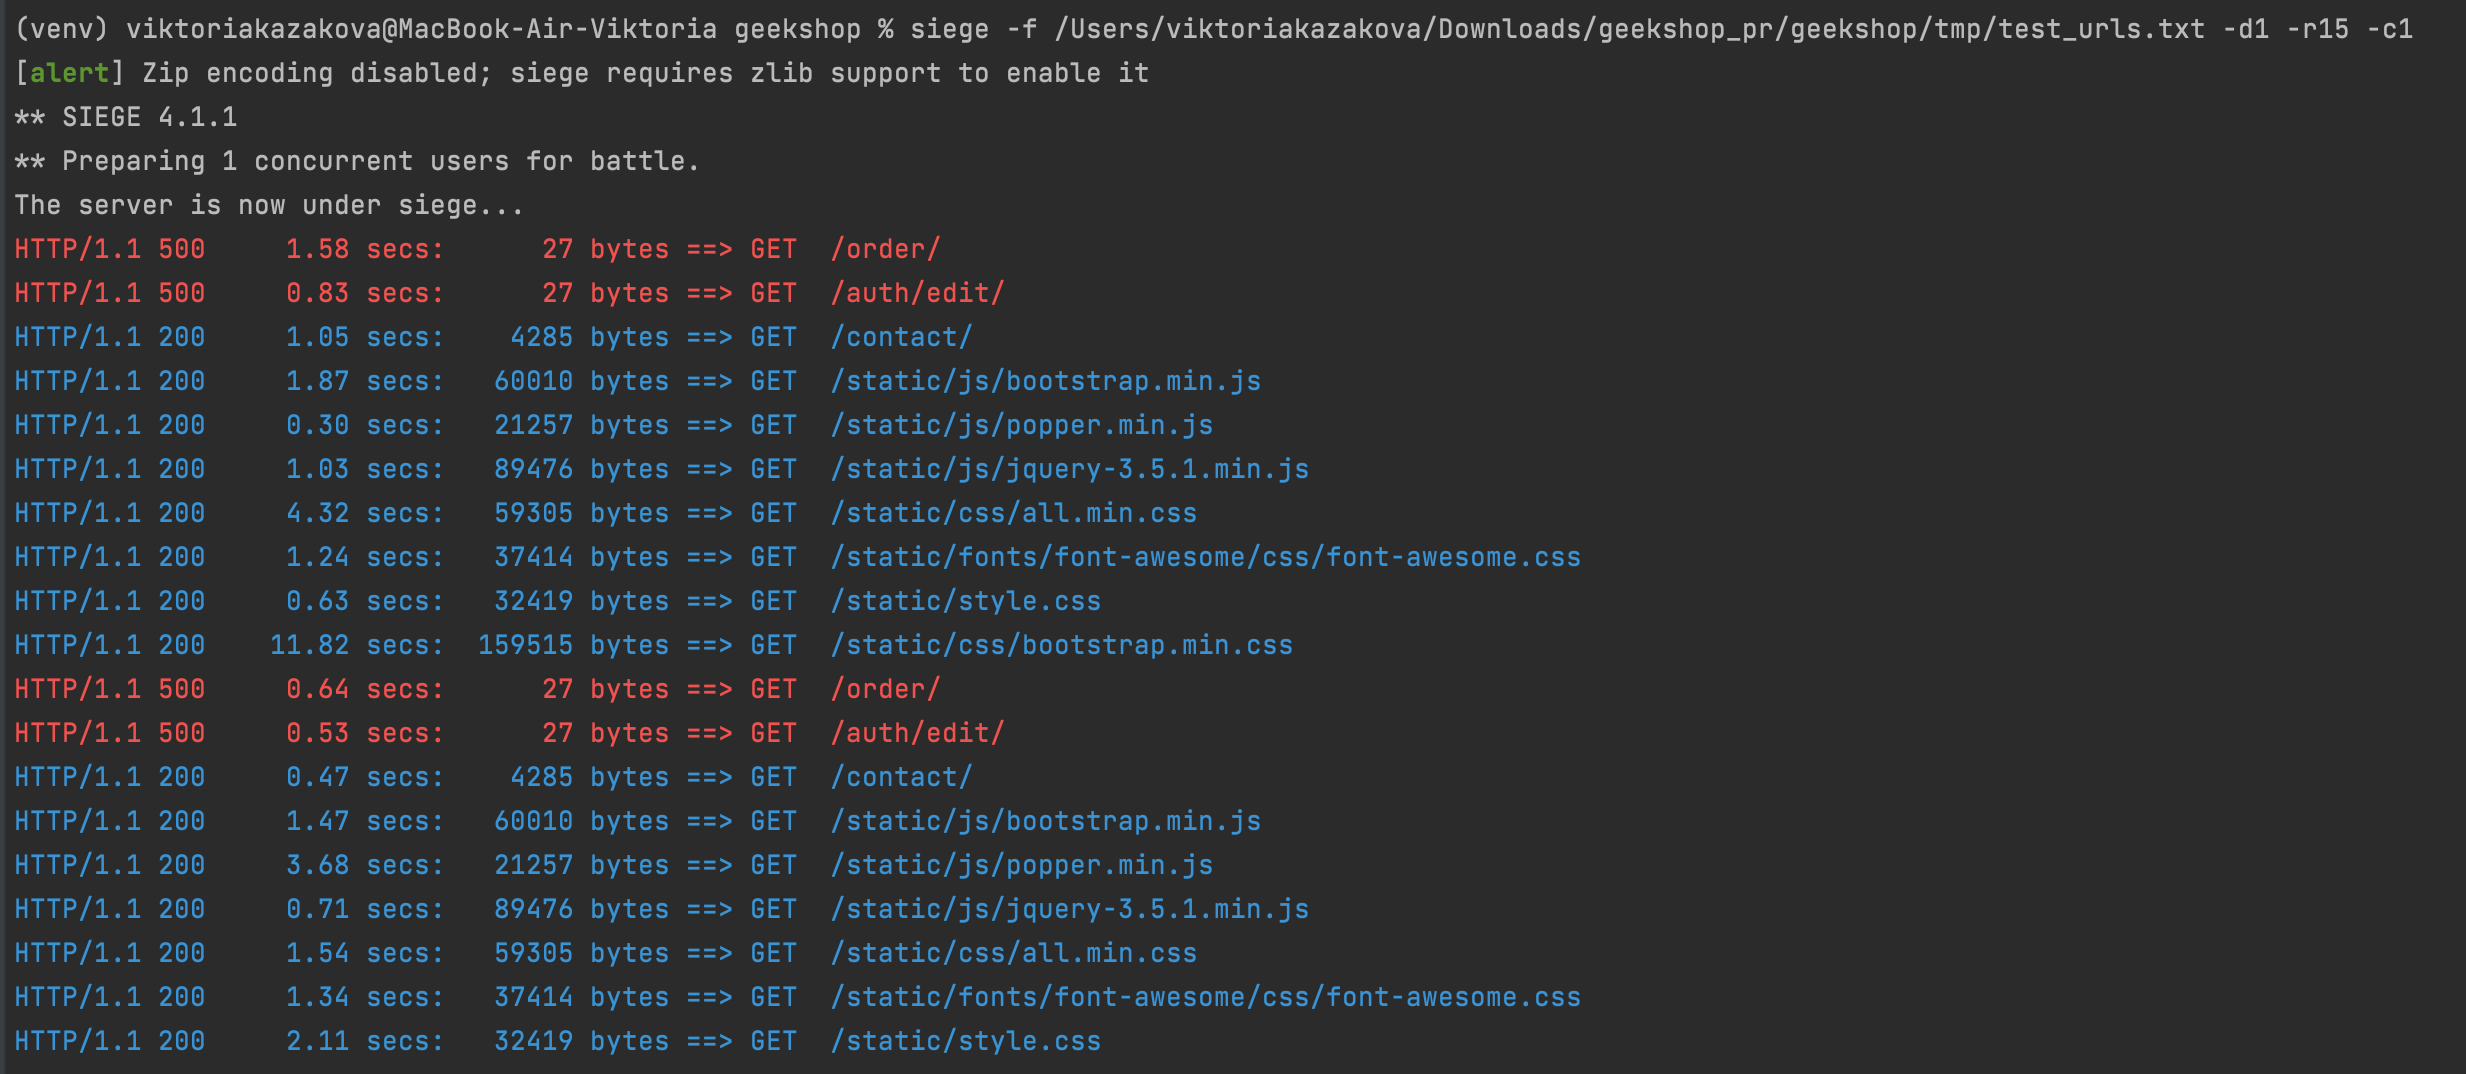 (venv) viktoriakazakova@MacBook-Air-Viktoria geekshop % siege -f /Users/viktoriakazakova/Downloads/geekshop_pr/geekshop/tmp/test_urls.txt -d1 -r15 -c1
[alert] Zip encoding disabled; siege requires zlib support to enable it
** SIEGE 4.1.1
** Preparing 1 concurrent users for battle.
The server is now under siege...
HTTP/1.1 500     1.58 secs:      27 bytes ==> GET  /order/
HTTP/1.1 500     0.83 secs:      27 bytes ==> GET  /auth/edit/
HTTP/1.1 200     1.05 secs:    4285 bytes ==> GET  /contact/
HTTP/1.1 200     1.87 secs:   60010 bytes ==> GET  /static/js/bootstrap.min.js
HTTP/1.1 200     0.30 secs:   21257 bytes ==> GET  /static/js/popper.min.js
HTTP/1.1 200     1.03 secs:   89476 bytes ==> GET  /static/js/jquery-3.5.1.min.js
HTTP/1.1 200     4.32 secs:   59305 bytes ==> GET  /static/css/all.min.css
HTTP/1.1 200     1.24 secs:   37414 bytes ==> GET  /static/fonts/font-awesome/css/font-awesome.css
HTTP/1.1 200     0.63 secs:   32419 bytes ==> GET  /static/style.css
HTTP/1.1 200    11.82 secs:  159515 bytes ==> GET  /static/css/bootstrap.min.css
HTTP/1.1 500     0.64 secs:      27 bytes ==> GET  /order/
HTTP/1.1 500     0.53 secs:      27 bytes ==> GET  /auth/edit/
HTTP/1.1 200     0.47 secs:    4285 bytes ==> GET  /contact/
HTTP/1.1 200     1.47 secs:   60010 bytes ==> GET  /static/js/bootstrap.min.js
HTTP/1.1 200     3.68 secs:   21257 bytes ==> GET  /static/js/popper.min.js
HTTP/1.1 200     0.71 secs:   89476 bytes ==> GET  /static/js/jquery-3.5.1.min.js
HTTP/1.1 200     1.54 secs:   59305 bytes ==> GET  /static/css/all.min.css
HTTP/1.1 200     1.34 secs:   37414 bytes ==> GET  /static/fonts/font-awesome/css/font-awesome.css
HTTP/1.1 200     2.11 secs:   32419 bytes ==> GET  /static/style.css